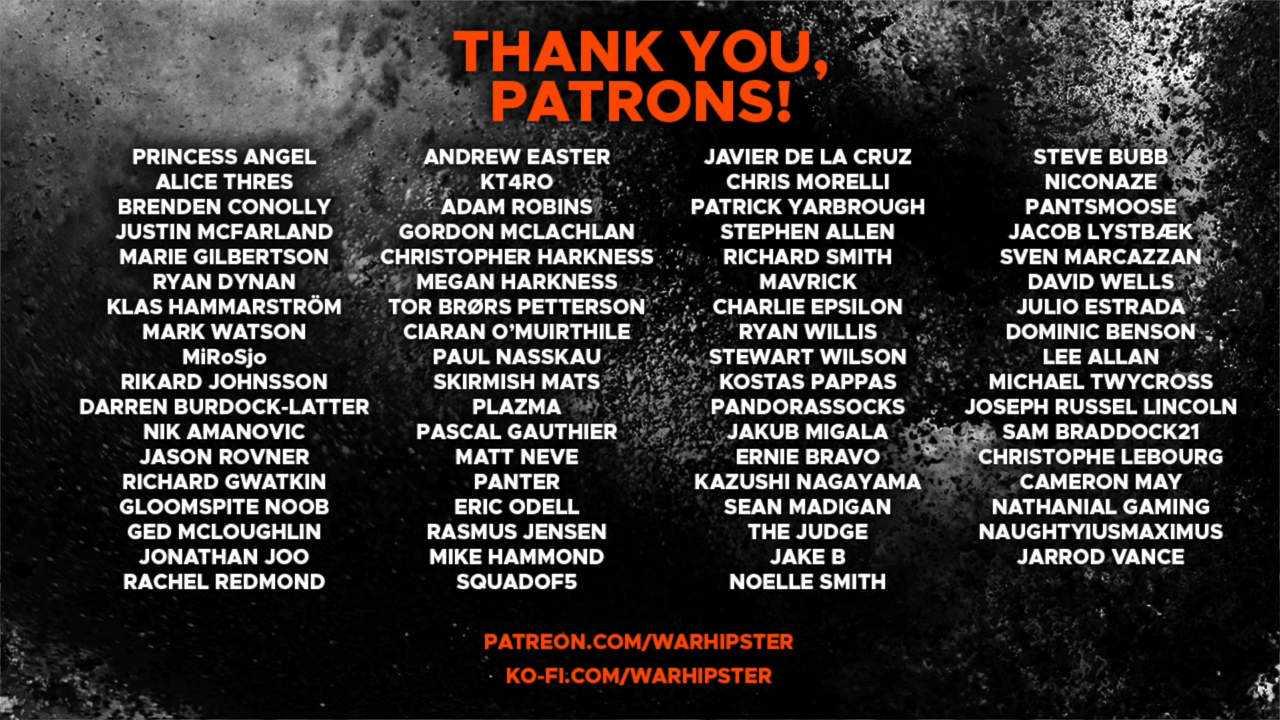 THANK YOU,
PATRONS!
PRINCESS ANGEL
ALICE THRES
BRENDEN CONOLLY
JUSTIN MCFARLAND
MARIE GILBERTSON
RYAN DYNAN
KLAS HAMMARSTRÖM
MARK WATSON
MiRoSjo
RIKARD JOHNSSON
DARREN BURDOCK-LATTER
NIK AMANOVIC
JASON ROVNER
RICHARD GWATKIN
GLOOMSPITE NOOB
GED MCLOUGHLIN
JONATHAN JOO
RACHEL REDMOND
ANDREW EASTER
KT4RO
ADAM ROBINS
GORDON MCLACHLAN
CHRISTOPHER HARKNESS
MEGAN HARKNESS
TOR BRØRS PETTERSON
CIARAN O’MUIRTHILE
PAUL NASSKAU
SKIRMISH MATS
PLAZMA
PASCAL GAUTHIER
MATT NEVE
PANTER
ERIC ODELL
RASMUS JENSEN
MIKE HAMMOND
SQUADOF5
JAVIER DE LA CRUZ
CHRIS MORELLI
PATRICK YARBROUGH
STEPHEN ALLEN
RICHARD SMITH
MAVRICK
CHARLIE EPSILON
RYAN WILLIS
STEWART WILSON
KOSTAS PAPPAS
PANDORASSOCKS
JAKUB MIGALA
ERNIE BRAVO
KAZUSHI NAGAYAMA
SEAN MADIGAN
THE JUDGE
JAKE B
NOELLE SMITH
STEVE BUBB
NICONAZE
PANTSMOOSE
JACOB LYSTBÆK
SVEN MARCAZZAN
DAVID WELLS
JULIO ESTRADA
DOMINIC BENSON
LEE ALLAN
MICHAEL TWYCROSS
JOSEPH RUSSEL LINCOLN
SAM BRADDOCK21
CHRISTOPHE LEBOURG
CAMERON MAY
NATHANIAL GAMING
NAUGHTYIUSMAXIMUS
JARROD VANCE
PATREON.COM/WARHIPSTER
KO-FI.COM/WARHIPSTER